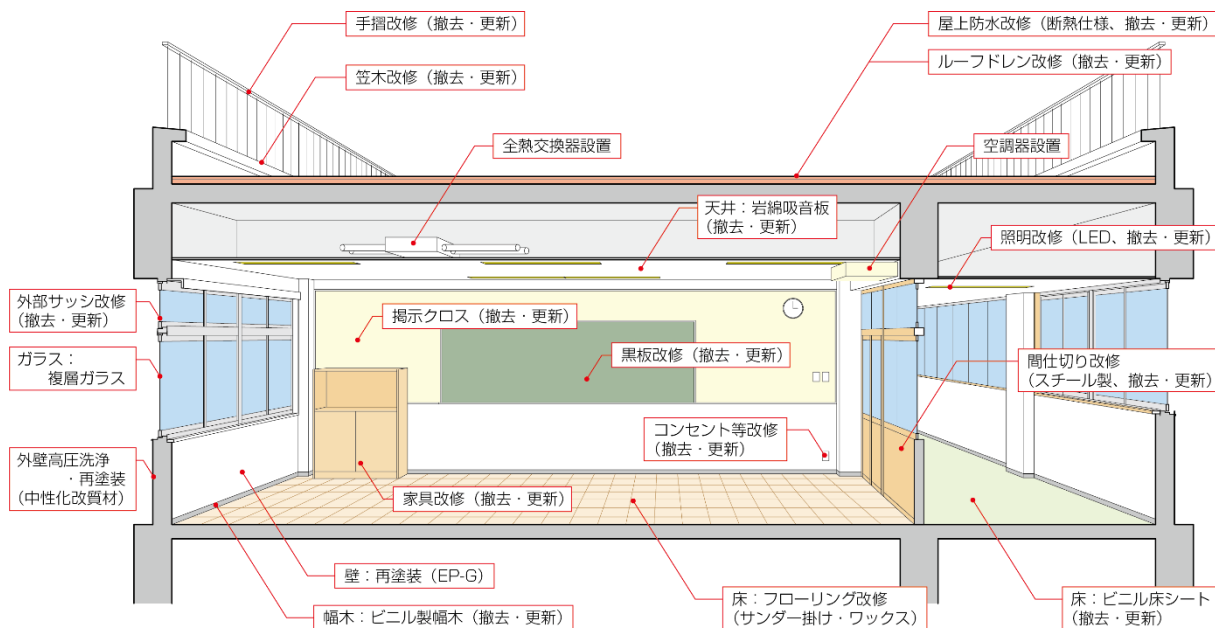 手摺改修（撤去・更新）
屋上防水改修（断熱仕様、撤去・更新）
笠木改修（撤去・更新）
ルーフドレン改修（撤去・更新）
全熱交換器設置
空調器設置
天井：岩綿吸音板
（撤去・更新）
照明改修（LED、撤去・更新）
外部サッシ改修
（撤去・更新）
掲示クロス（撤去・更新）
ガラス：
複層ガラス
黒板改修（撤去・更新）
間仕切り改修
（スチール製、撤去・更新）
コンセント等改修
（撤去・更新）
外壁高圧洗浄
・再塗装
（中性化改質材）
家具改修（撤去・更新）
壁：再塗装（EP-G）
幅木：ビニル製幅木（撤去・更新）
床：フローリング改修
（サンダー掛け・ワックス）
床：ビニル床シート
（撤去・更新）